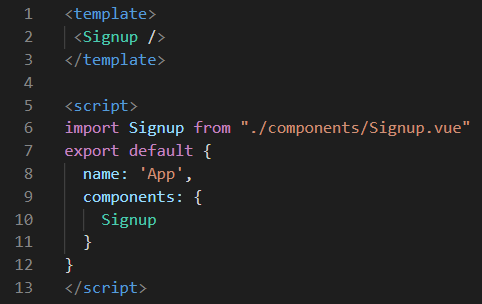 1 <template>
2 <Signup />
3 </template>
4
5 <script>
6 import Signup from "./components/Signup.vue"
7 export default {
8 name: 'App',
9 components: {
10 Signup
11 }
12 }
13 </script>